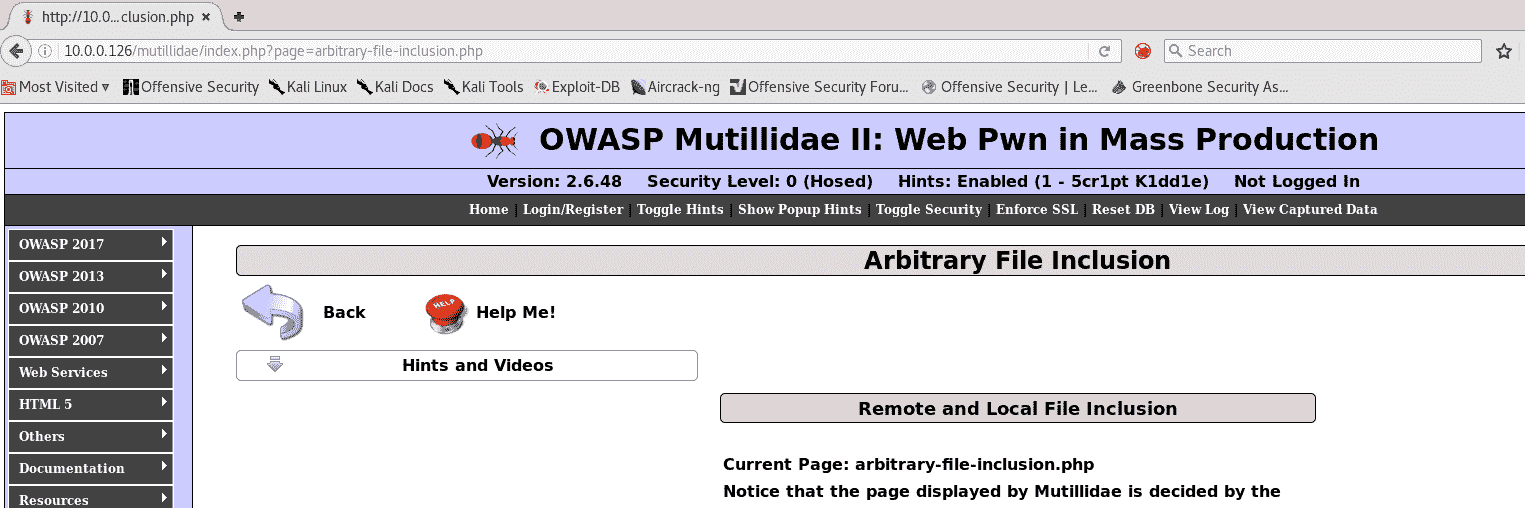 http://10.0...clusion.php
10.0.0.126/mutillidae/index.php?page=arbitrary-file-inclusion.php
Search
Most Visited Offensive Security Kali Linux Kali Docs Kali Tools Exploit-DB Aircrack-ng Offensive Security Foru... Offensive Security | Le... Greenbone Security As...
OWASP Mutillidae II: Web Pwn in Mass Production
Version: 2.6.48 Security Level: 0 (Hosed) Hints: Enabled (1 - 5cr1pt K1dd1e) Not Logged In
Home | Login/Register | Toggle Hints | Show Popup Hints | Toggle Security | Enforce SSL | Reset DB | View Log | View Captured Data
OWASP 2017
OWASP 2013
OWASP 2010
OWASP 2007
Web Services
HTML 5
Others
Documentation
Resources
Arbitrary File Inclusion
Back
HELP
Help Me!
Hints and Videos
Remote and Local File Inclusion
Current Page: arbitrary-file-inclusion.php
Notice that the page displayed by Mutillidae is decided by the